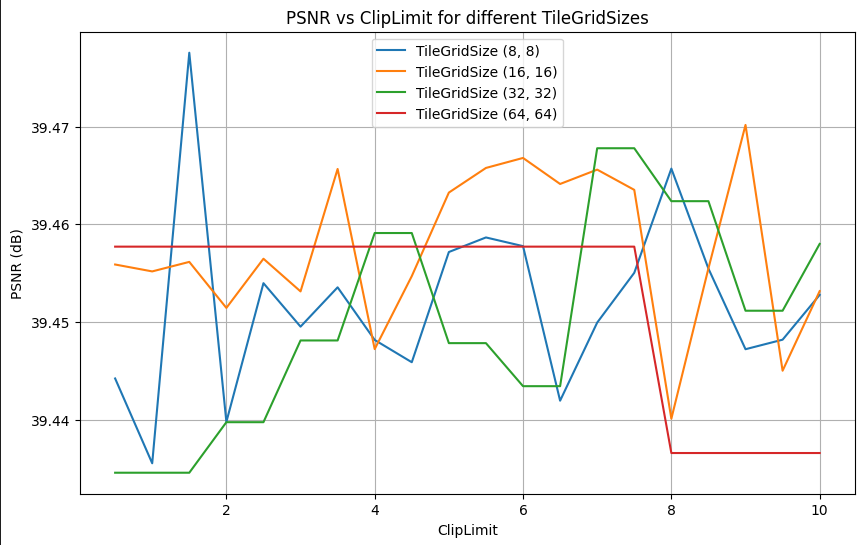 PSNR vs ClipLimit for different TileGridSizes
TileGridSize (8, 8)
TileGridSize (16, 16)
TileGridSize (32, 32)
TileGridSize (64, 64)
39.47
39.46
39.45
39.44
PSNR (dB)
2 4 6 8 10
ClipLimit